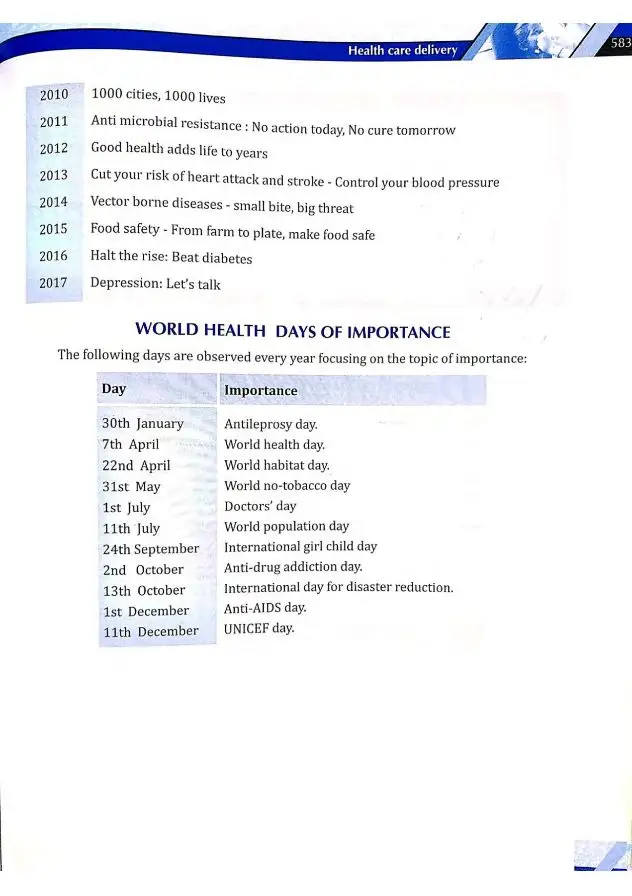 Health care delivery 583
2010 1000 cities, 1000 lives
2011 Anti microbial resistance : No action today, No cure tomorrow
2012 Good health adds life to years
2013 Cut your risk of heart attack and stroke - Control your blood pressure
2014 Vector borne diseases - small bite, big threat
2015 Food safety - From farm to plate, make food safe
2016 Halt the rise: Beat diabetes
2017 Depression: Let's talk
WORLD HEALTH DAYS OF IMPORTANCE
The following days are observed every year focusing on the topic of importance:
Day Importance
30th January Antileprosy day.
7th April World health day.
22nd April World habitat day.
31st May World no-tobacco day
1st July Doctors' day
11th July World population day
24th September International girl child day
2nd October Anti-drug addiction day.
13th October International day for disaster reduction.
1st December Anti-AIDS day.
11th December UNICEF day.